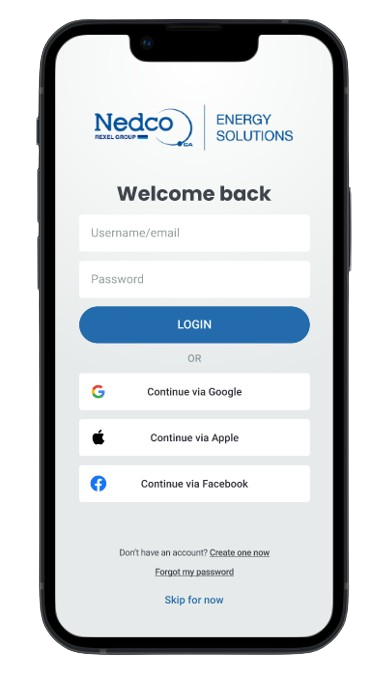 Nedco
REXEL GROUP
.CA
ENERGY
SOLUTIONS
Welcome back
Username/email
Password
LOGIN
OR
Continue via Google
Continue via Apple
Continue via Facebook
Don't have an account? Create one now
Forgot my password
Skip for now